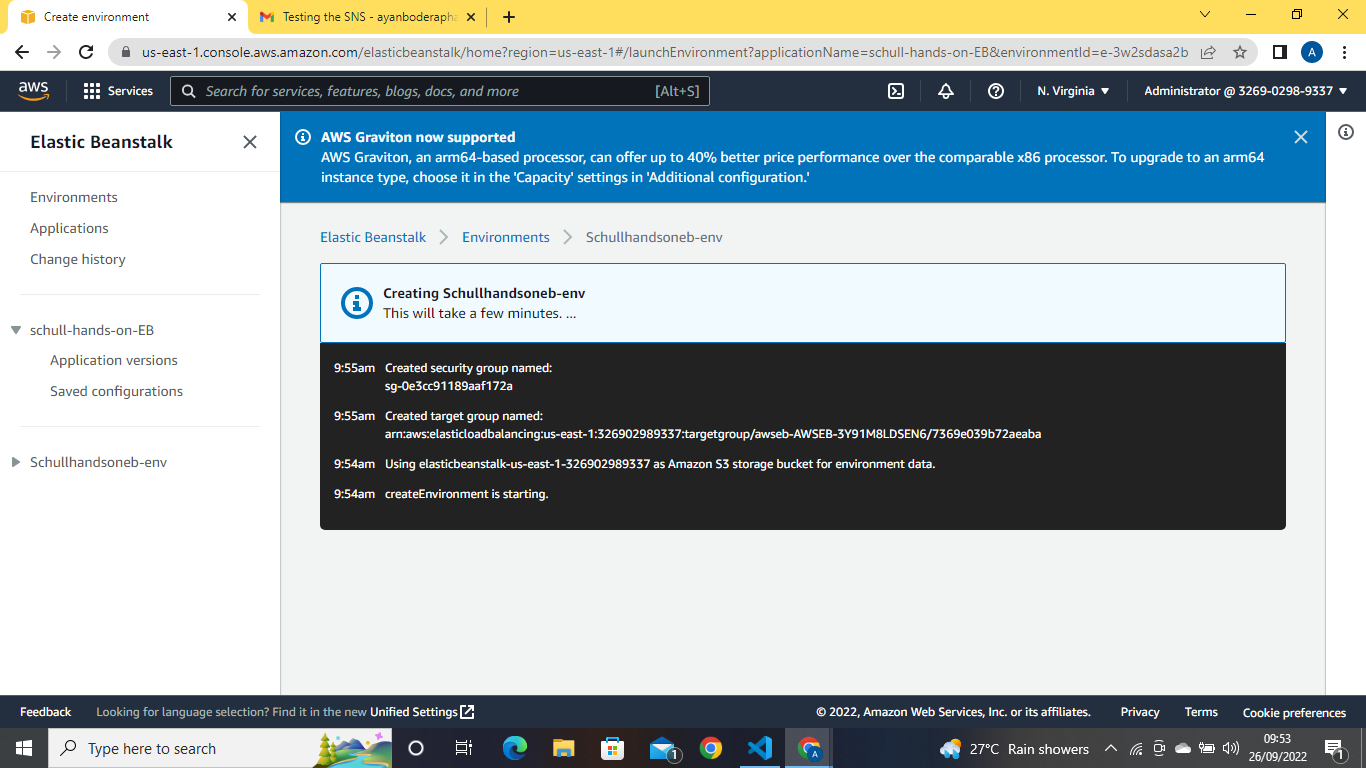 Create environment
Testing the SNS - ayanboderapha
us-east-1.console.aws.amazon.com/elasticbeanstalk/home?region=us-east-1#/launchEnvironment?applicationName=schull-hands-on-EB&environmentId=e-3w2sdasa2b
A
aws
Services
Search for services, features, blogs, docs, and more
[Alt+S]
N. Virginia
Administrator @ 3269-0298-9337
Elastic Beanstalk
Environments
Applications
Change history
schull-hands-on-EB
Application versions
Saved configurations
Schullhandsoneb-env
AWS Graviton now supported
AWS Graviton, an arm64-based processor, can offer up to 40% better price performance over the comparable x86 processor. To upgrade to an arm64
instance type, choose it in the 'Capacity' settings in 'Additional configuration.'
Elastic Beanstalk
Environments
Schullhandsoneb-env
Creating Schullhandsoneb-env
This will take a few minutes. ...
9:55am Created security group named:
sg-0e3cc91189aaf172a
9:55am Created target group named:
arn:aws:elasticloadbalancing:us-east-1:326902989337:targetgroup/awseb-AWSEB-3Y91M8LDSEN6/7369e039b72aeaba
9:54am Using elasticbeanstalk-us-east-1-326902989337 as Amazon S3 storage bucket for environment data.
9:54am createEnvironment is starting.
Feedback
Looking for language selection? Find it in the new Unified Settings
© 2022, Amazon Web Services, Inc. or its affiliates.
Privacy
Terms
Cookie preferences
Type here to search
1
A
27°C Rain showers
09:53
26/09/2022
1